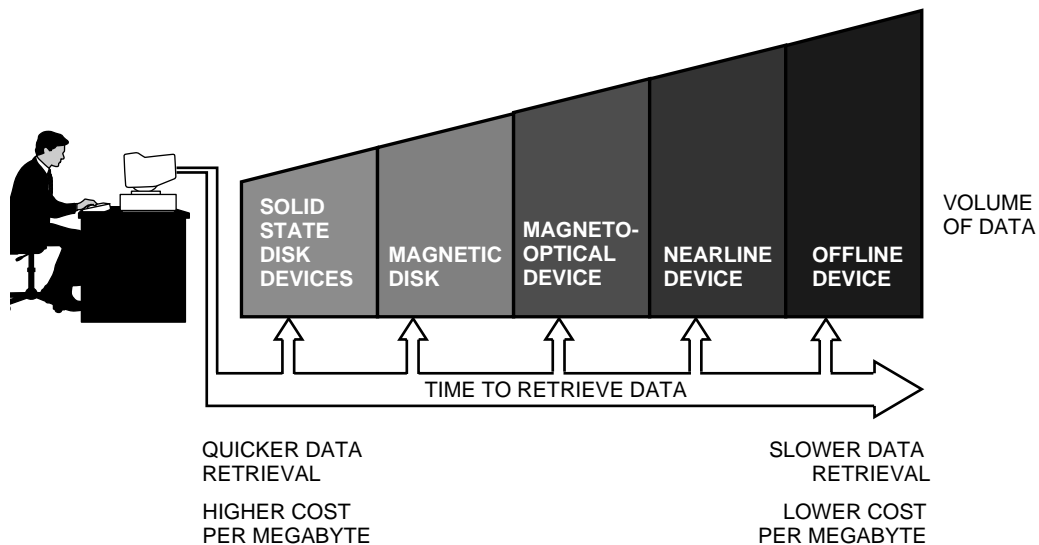 SOLID
STATE
DISK
DEVICES
MAGNETIC
DISK
MAGNETO-
OPTICAL
DEVICE
NEARLINE
DEVICE
OFFLINE
DEVICE
VOLUME
OF DATA
TIME TO RETRIEVE DATA
QUICKER DATA
RETRIEVAL
HIGHER COST
PER MEGABYTE
SLOWER DATA
RETRIEVAL
LOWER COST
PER MEGABYTE